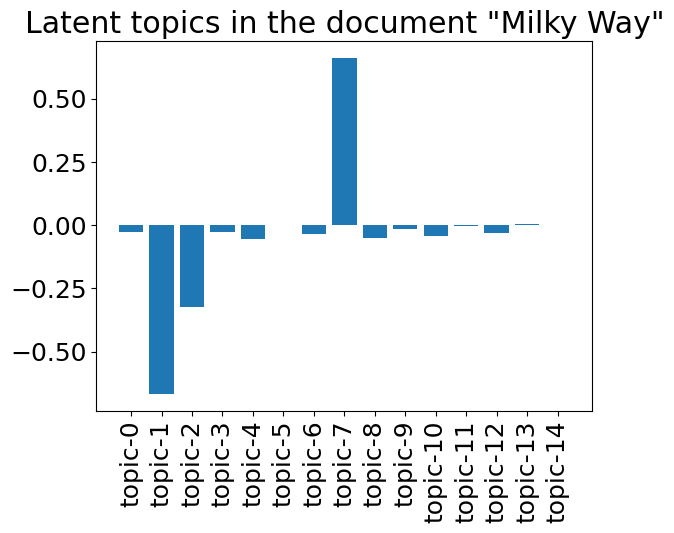 Latent topics in the document "Milky Way"
0.50
0.25
0.00
−0.25
−0.50
topic-0
topic-1
topic-2
topic-3
topic-4
topic-5
topic-6
topic-7
topic-8
topic-9
topic-10
topic-11
topic-12
topic-13
topic-14